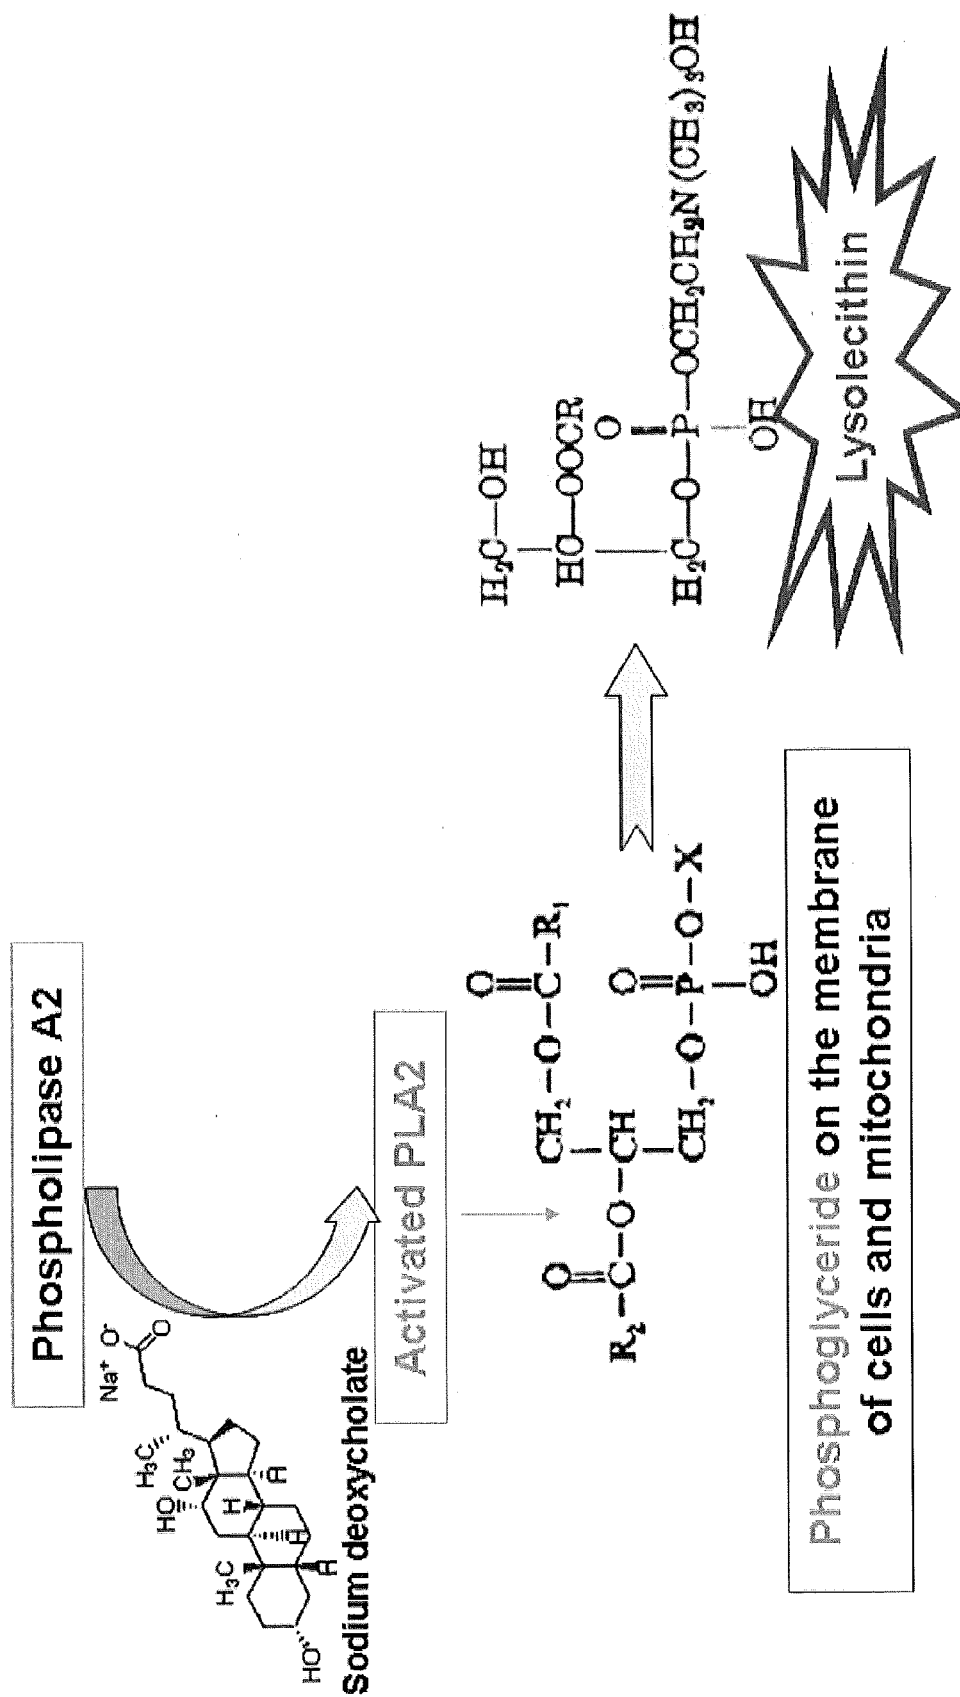 Phospholipase A2
Na⁺ O⁻
O
H₃C
CH₃
HO
H₃C
H
H
H
H
HO
Sodium deoxycholate
Activated PLA2
O
CH₂–O–C–R₁
O
R₂–C–O–CH
O
CH₂–O–P–O–X
OH
Phosphoglyceride on the membrane
of cells and mitochondria
H₂C–OH
HC–OOCR
O
H₂C–O–P–OCH₂CH₂N(CH₃)₃OH
OH
Lysolecithin